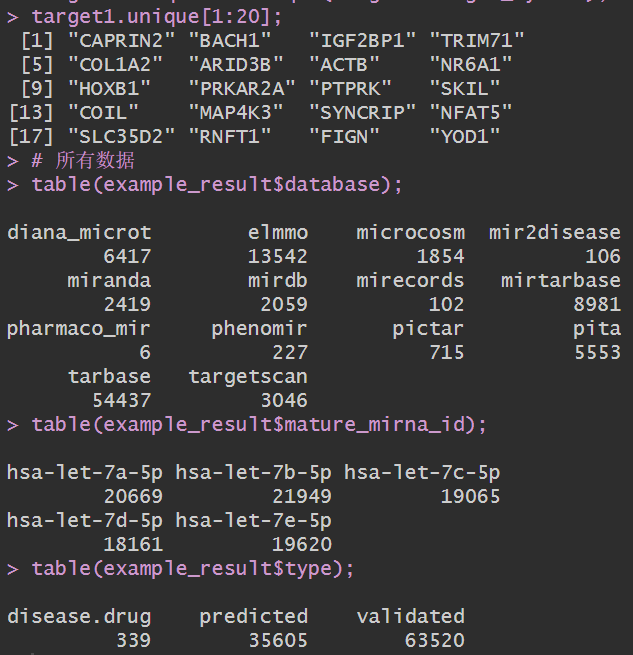 > target1.unique[1:20];
 [1] "CAPRIN2" "BACH1"   "IGF2BP1" "TRIM71"
 [5] "COL1A2"  "ARID3B"  "ACTB"    "NR6A1"
 [9] "HOXB1"   "PRKAR2A" "PTPRK"   "SKIL"
[13] "COIL"    "MAP4K3"  "SYNCRIP" "NFAT5"
[17] "SLC35D2" "RNFT1"   "FIGN"    "YOD1"
> # 所有数据
> table(example_result$database);
diana_microt        elmmo    microcosm  mir2disease
        6417        13542         1854          106
     miranda        mirdb    mirecords   mirtarbase
        2419         2059          102         8981
pharmaco_mir     phenomir       pictar         pita
           6          227          715         5553
     tarbase   targetscan
       54437         3046
> table(example_result$mature_mirna_id);
hsa-let-7a-5p hsa-let-7b-5p hsa-let-7c-5p
        20669         21949         19065
hsa-let-7d-5p hsa-let-7e-5p
        18161         19620
> table(example_result$type);
disease.drug    predicted    validated
         339        35605        63520